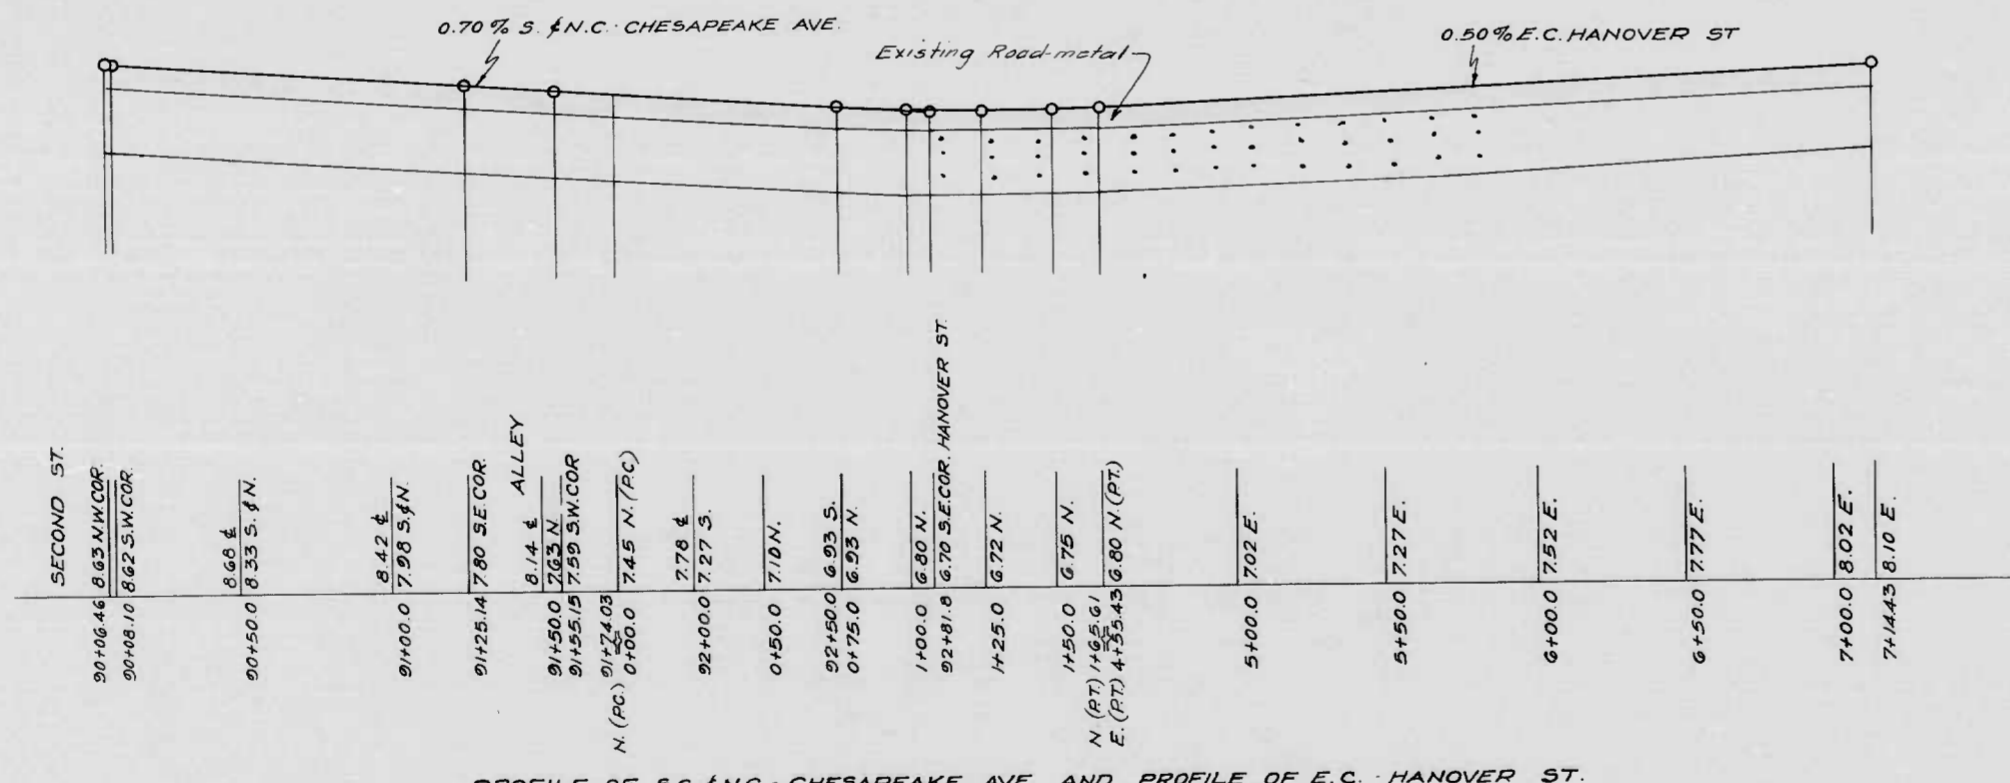 0.70% S. & N.C. CHESAPEAKE AVE.
Existing Road-metal
0.50% E.C. HANOVER ST
SECOND ST.
90+06.46 8.63 N.W.COR.
90+08.10 8.62 S.W.COR.
8.68 ℄
90+50.0 8.33 S. & N.
8.42 ℄
91+00.0 7.98 S. & N.
91+25.14 7.80 S.E.COR.
ALLEY
8.14 ℄
91+50.0 7.63 N.
91+55.15 7.59 S.W.COR
91+74.03 =
N. (P.C.) 0+00.0 7.45 N. (P.C.)
7.78 ℄
92+00.0 7.27 S.
0+50.0 7.10 N.
92+50.0 6.93 S.
0+75.0 6.93 N.
1+00.0 6.80 N.
92+81.8 6.70 S.E.COR. HANOVER ST.
1+25.0 6.72 N.
1+50.0 6.75 N.
N. (P.T.) 1+65.61 =
E. (P.T.) 4+55.43 6.80 N. (P.T.)
5+00.0 7.02 E.
5+50.0 7.27 E.
6+00.0 7.52 E.
6+50.0 7.77 E.
7+00.0 8.02 E.
7+14.43 8.10 E.
PROFILE OF S.C. & N.C. - CHESAPEAKE AVE. AND PROFILE OF E.C. - HANOVER ST.